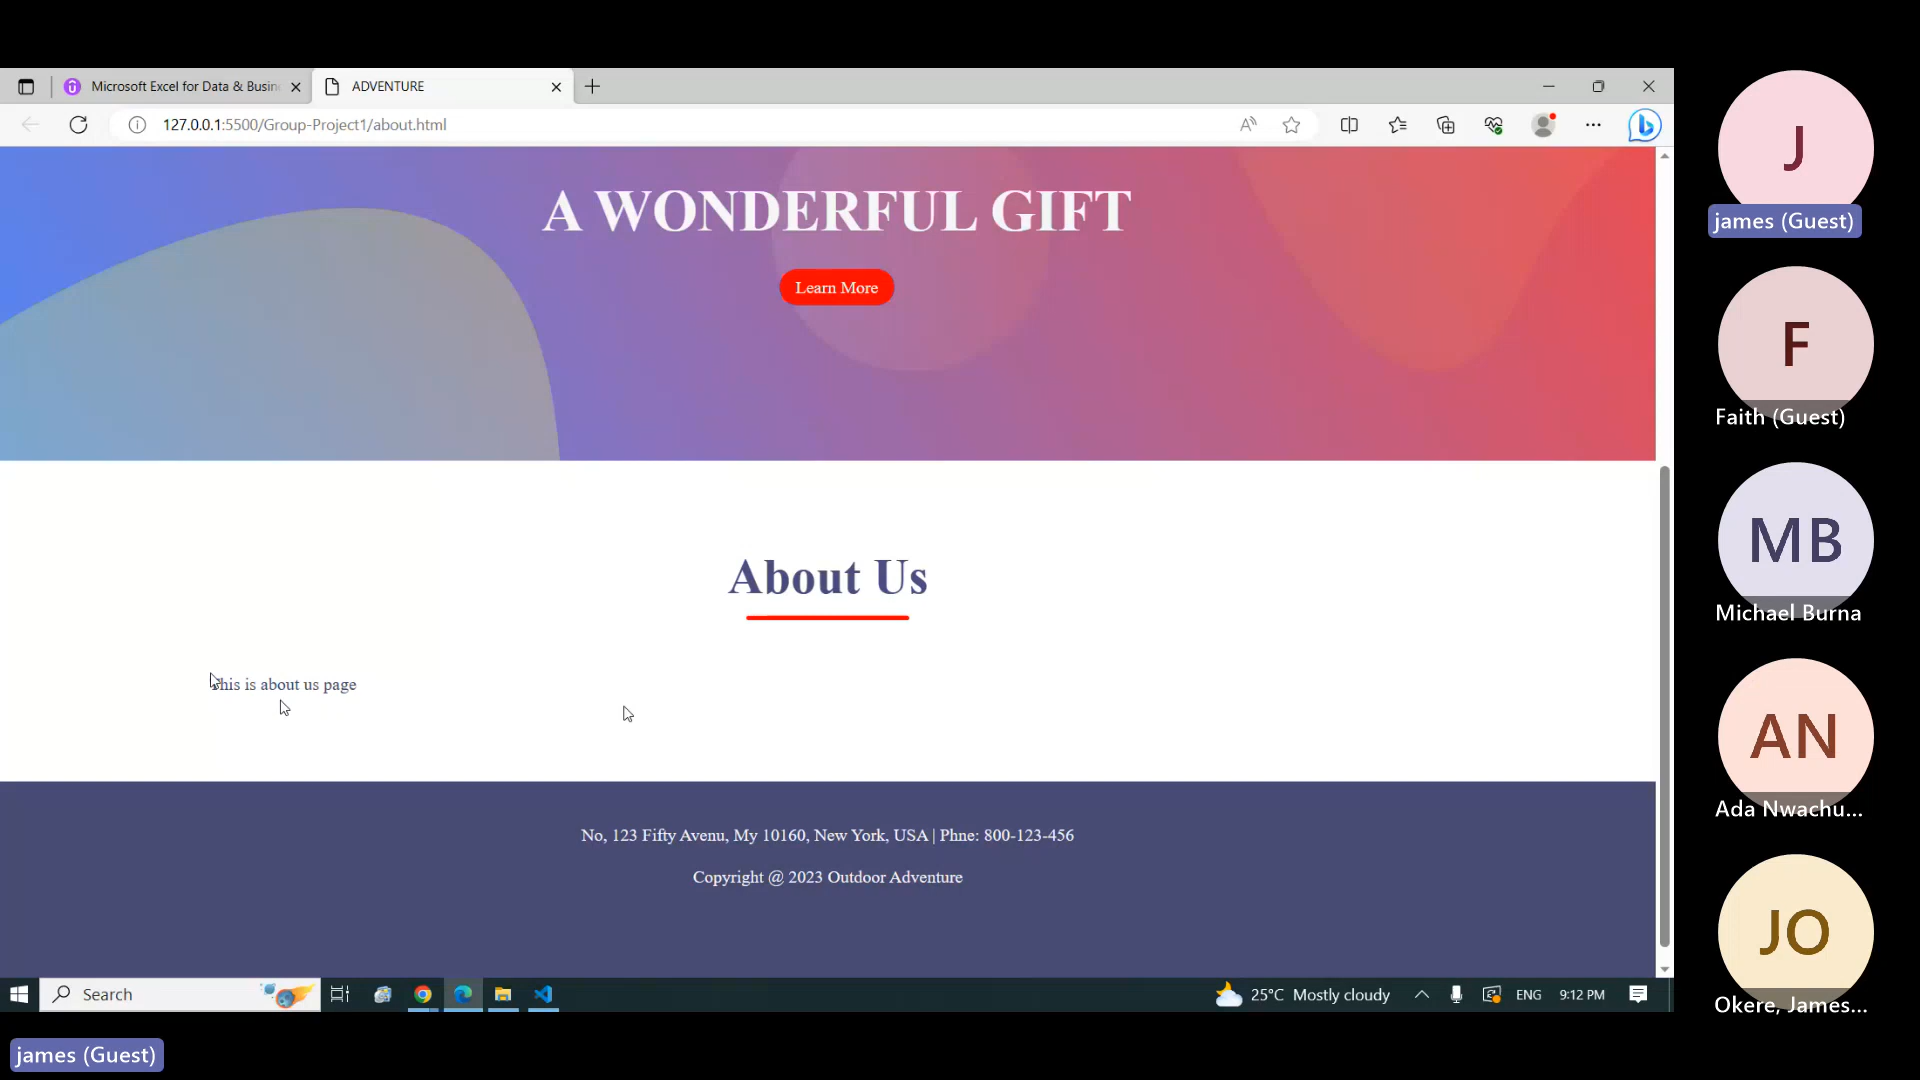 Microsoft Excel for Data & Busin
ADVENTURE
127.0.0.1:5500/Group-Project1/about.html
A WONDERFUL GIFT
Learn More
About Us
This is about us page
No, 123 Fifty Avenu, My 10160, New York, USA | Phne: 800-123-456
Copyright @ 2023 Outdoor Adventure
Search
25°C Mostly cloudy
ENG
9:12 PM
J
james (Guest)
F
Faith (Guest)
MB
Michael Burna
AN
Ada Nwachu...
JO
Okere, James...
james (Guest)